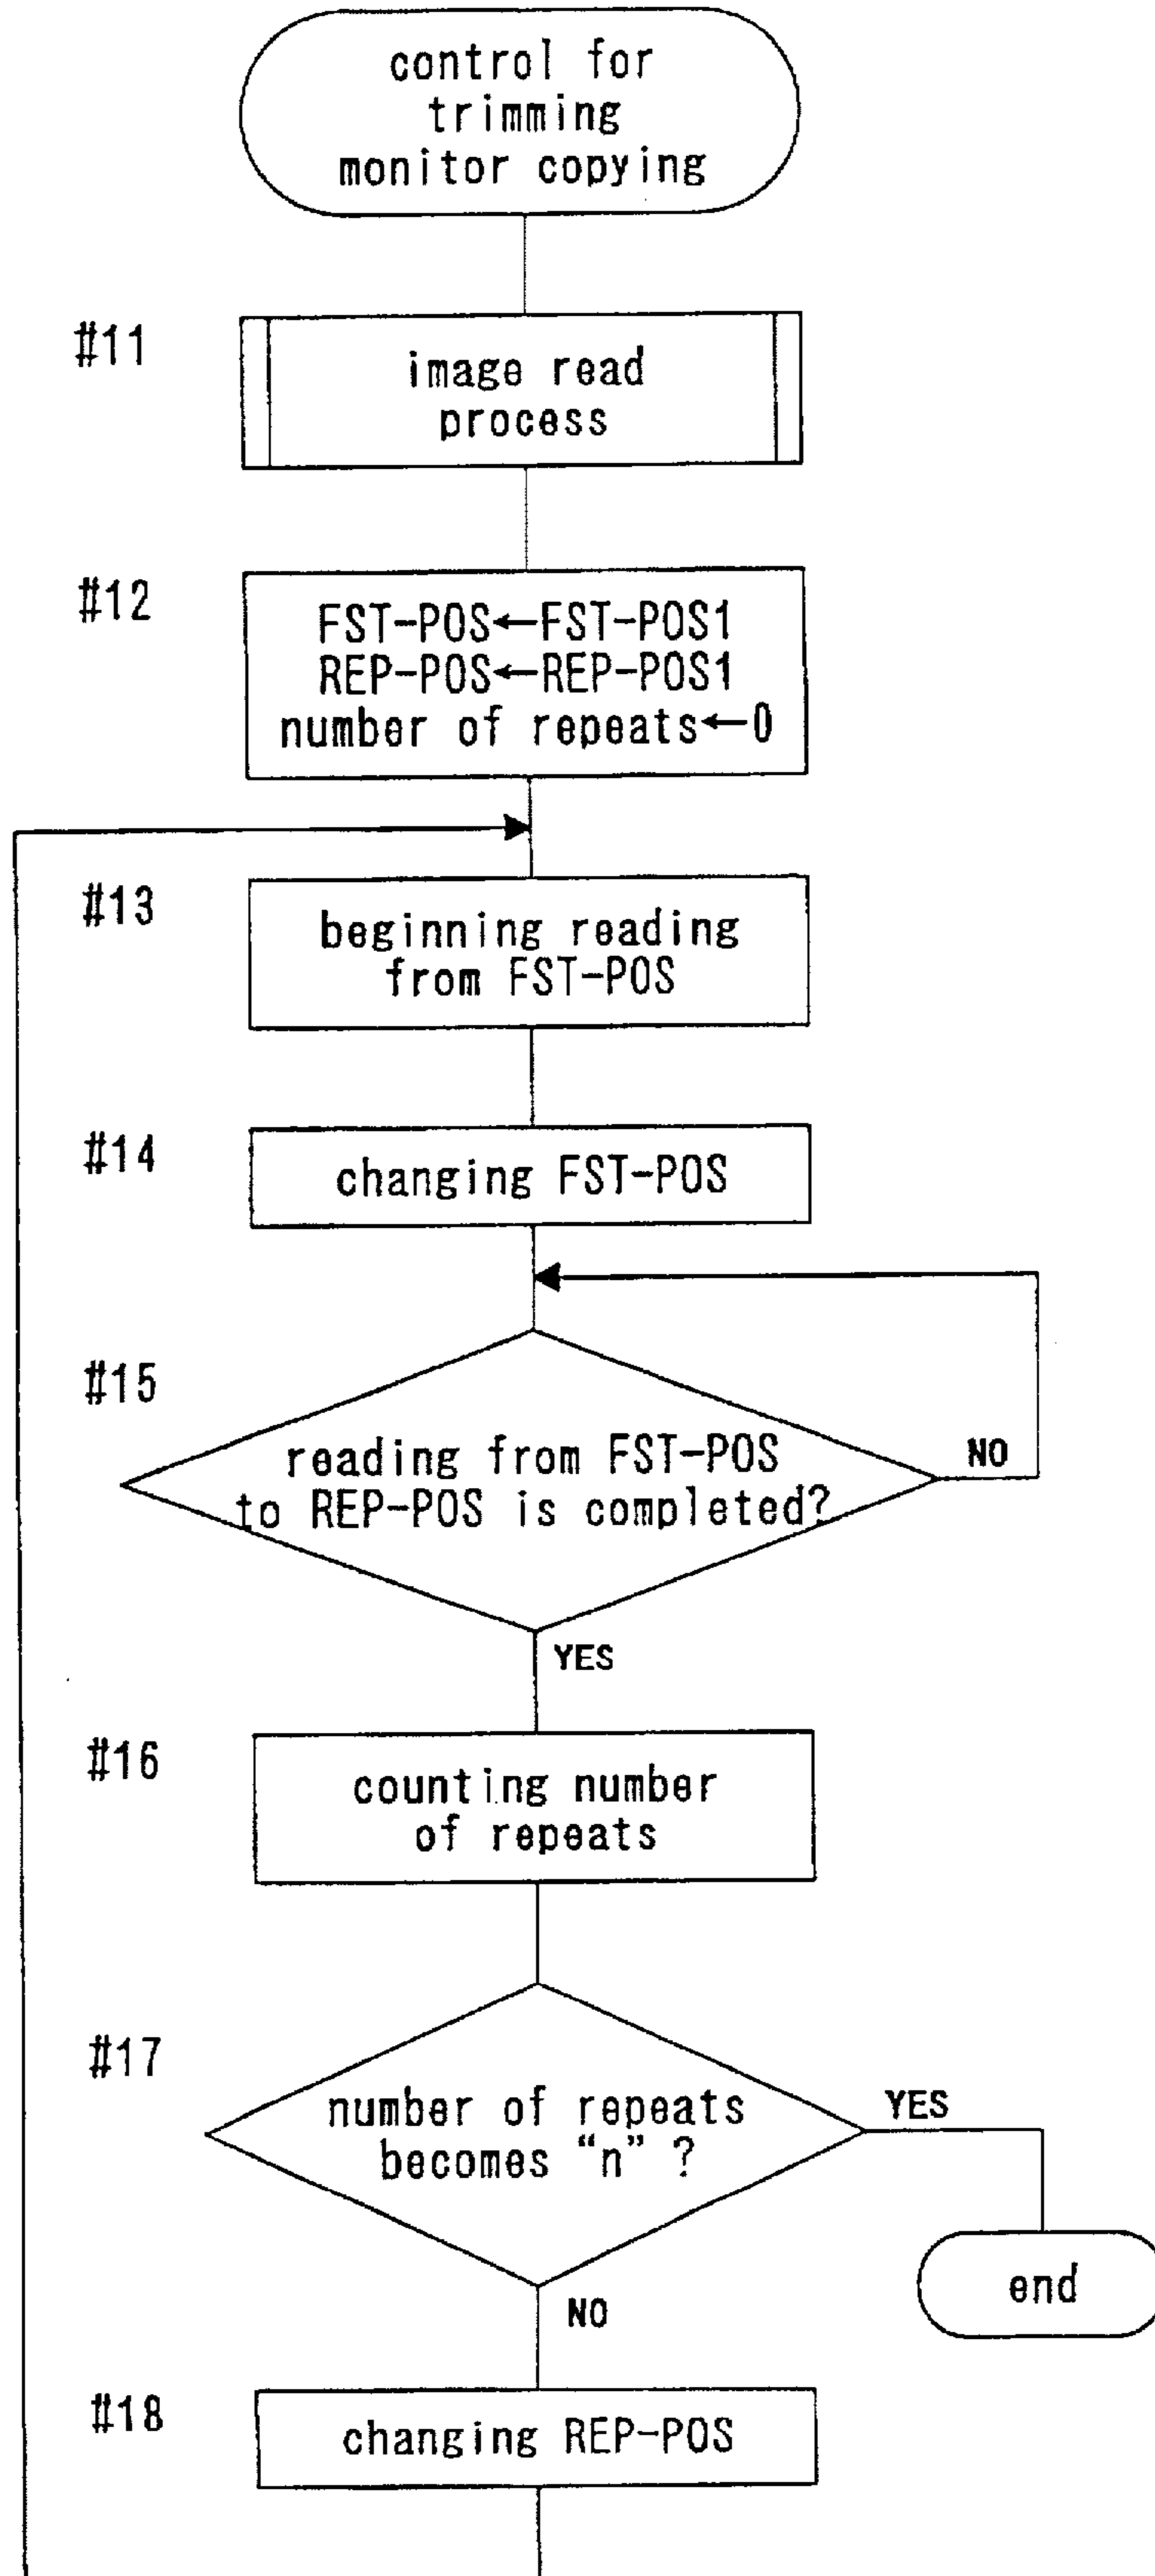 control for
trimming
monitor copying
#11
image read
process
#12
FST-POS←FST-POS1
REP-POS←REP-POS1
number of repeats←0
#13
beginning reading
from FST-POS
#14
changing FST-POS
#15
reading from FST-POS
to REP-POS is completed?
NO
YES
#16
counting number
of repeats
#17
number of repeats
becomes “n” ?
YES
end
NO
#18
changing REP-POS